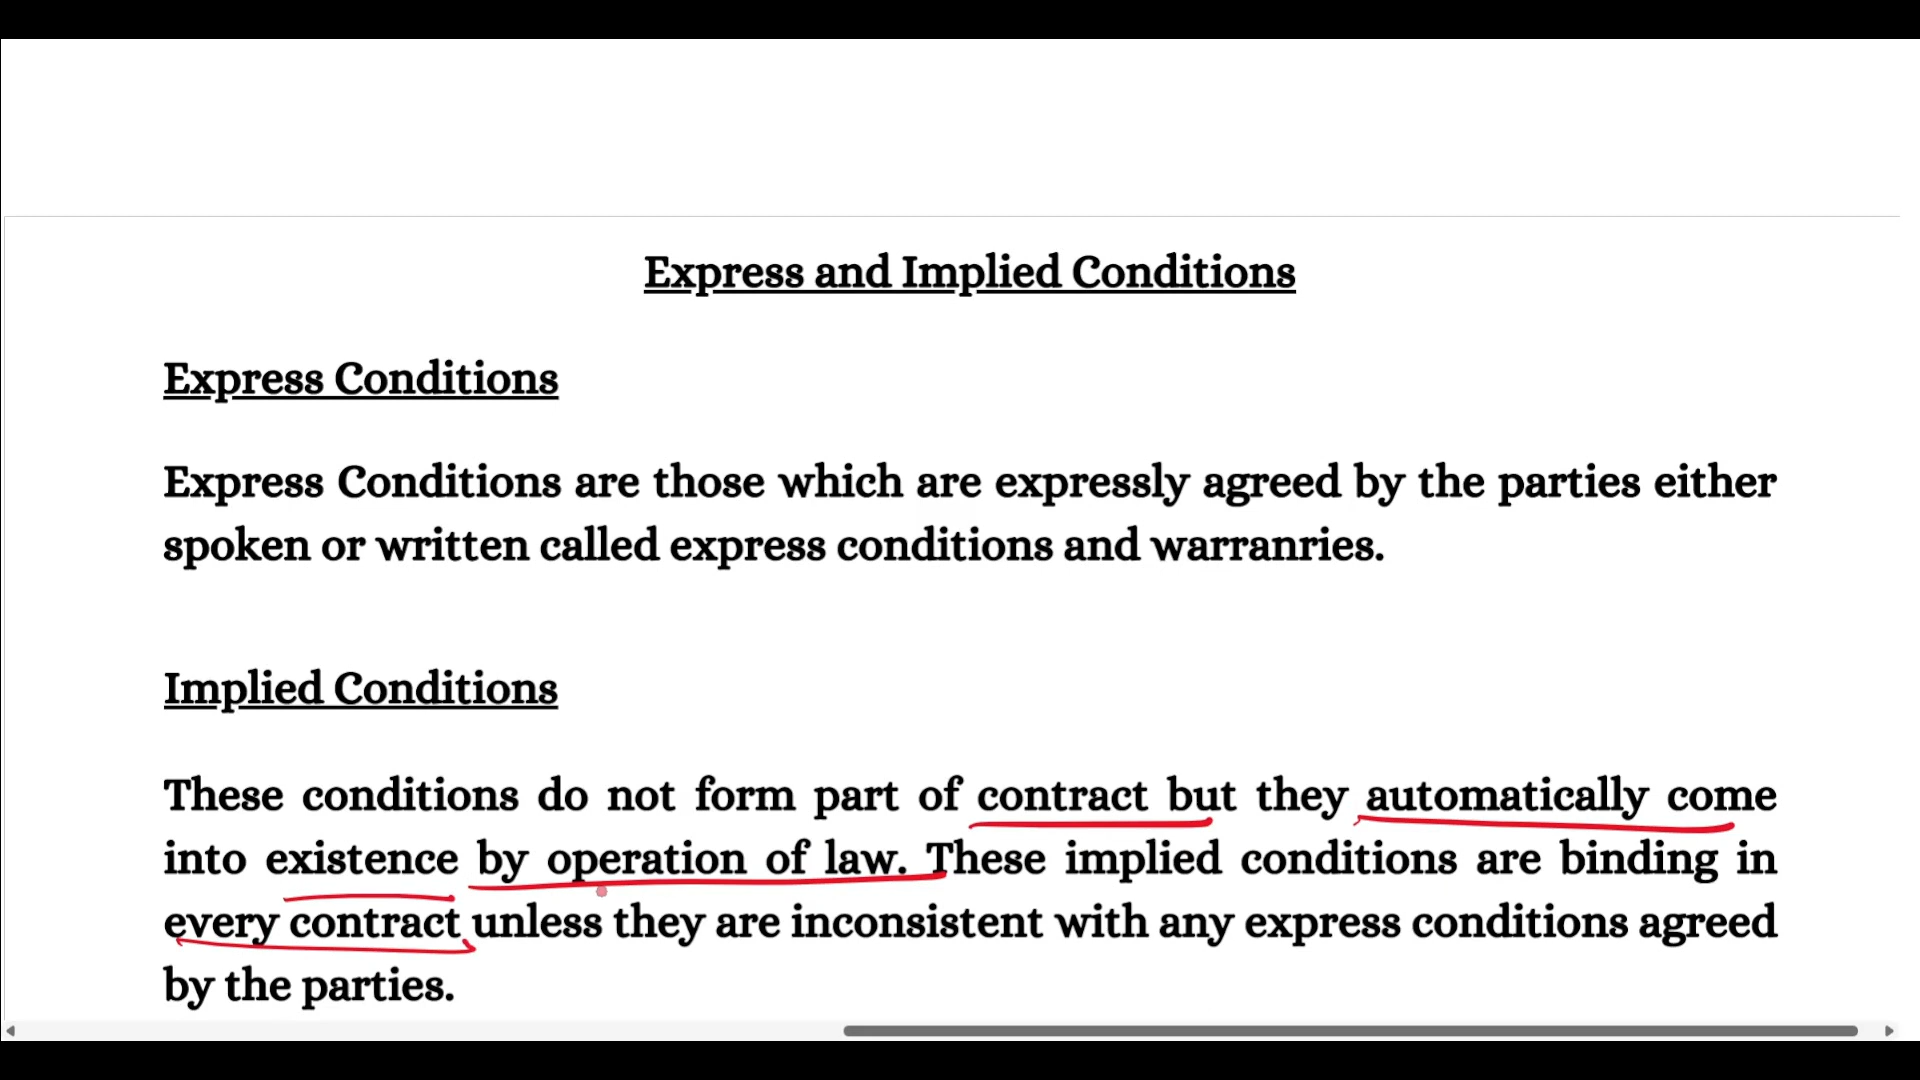 Express and Implied Conditions
Express Conditions
Express Conditions are those which are expressly agreed by the parties either
spoken or written called express conditions and warranries.
Implied Conditions
These conditions do not form part of contract but they automatically come
into existence by operation of law. These implied conditions are binding in
every contract unless they are inconsistent with any express conditions agreed
by the parties.